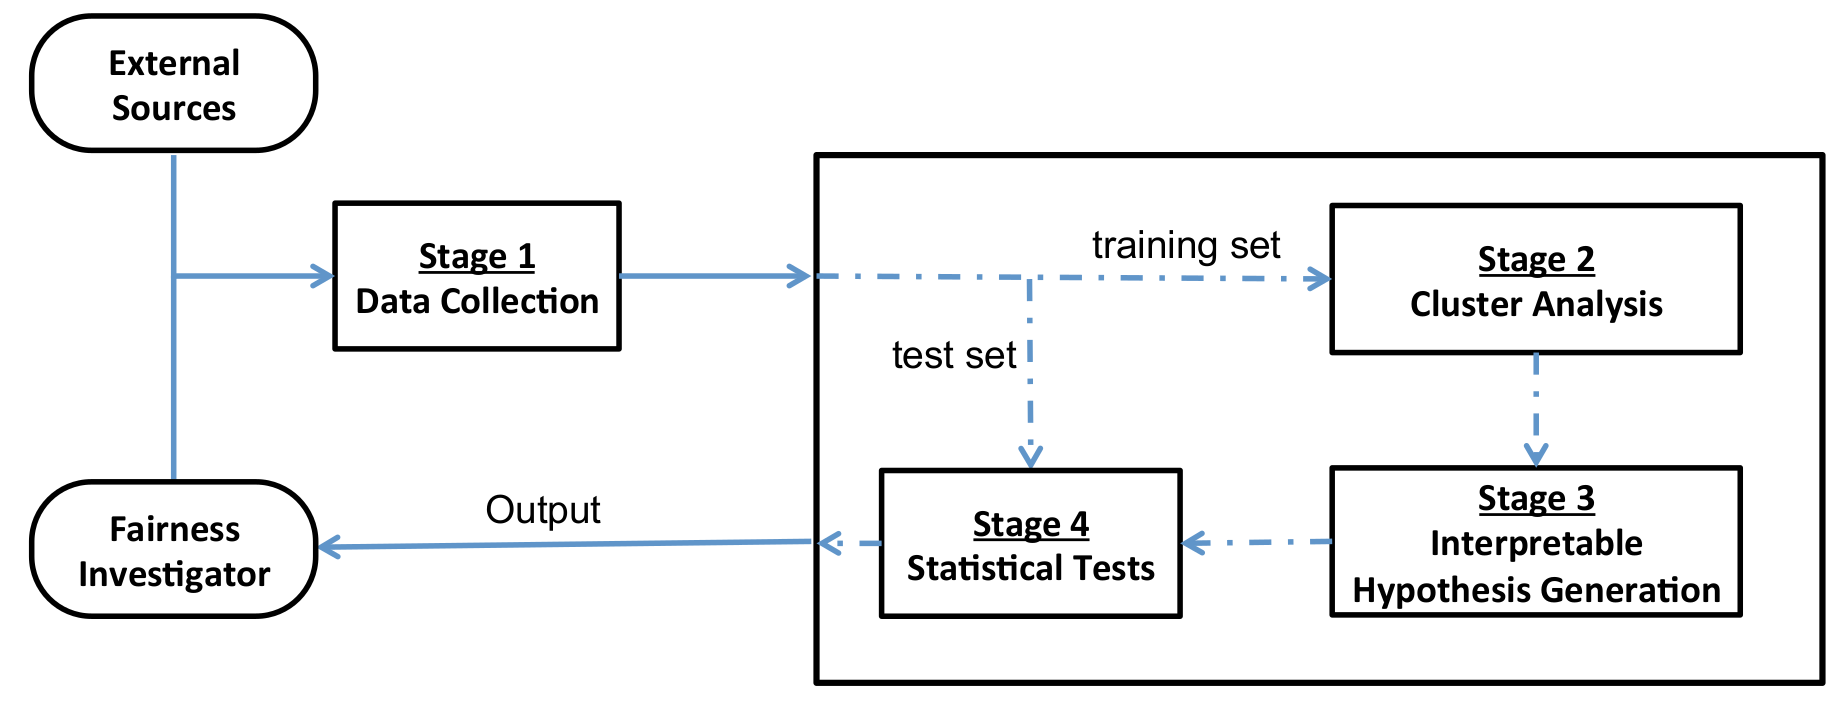 External
Sources
Stage 1
Data Collection
training set
Stage 2
Cluster Analysis
test set
Fairness
Investigator
Output
Stage 4
Statistical Tests
Stage 3
Interpretable
Hypothesis Generation